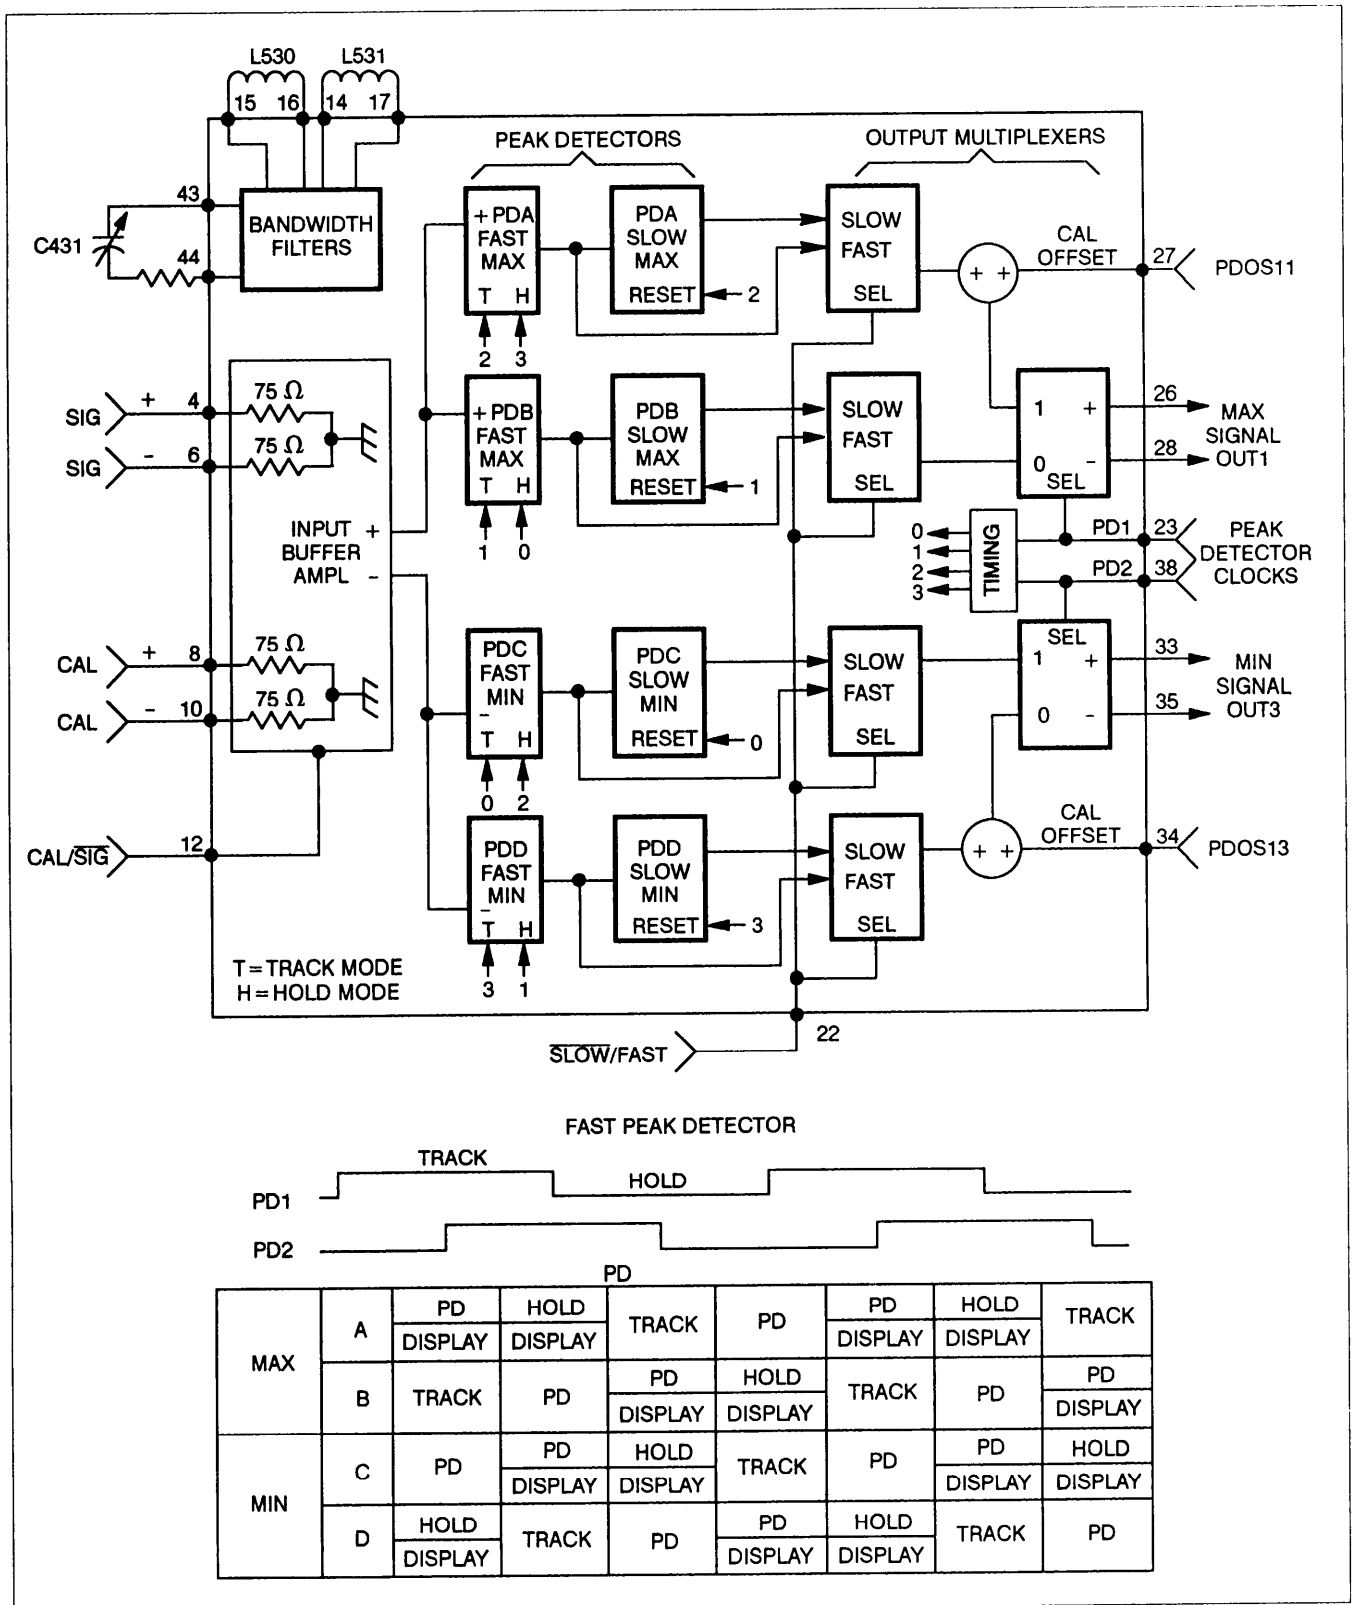 L530 L531
15 16 14 17
PEAK DETECTORS
OUTPUT MULTIPLEXERS
43
C431
44
BANDWIDTH
FILTERS
+ PDA
FAST
MAX
T H
2 3
PDA
SLOW
MAX
RESET 2
SLOW
FAST
SEL
+ +
CAL
OFFSET
27
PDOS11
SIG + 4
75 Ω
SIG - 6
75 Ω
INPUT +
BUFFER
AMPL -
+ PDB
FAST
MAX
T H
1 0
PDB
SLOW
MAX
RESET 1
SLOW
FAST
SEL
1 +
0 -
SEL
26
28
MAX
SIGNAL
OUT1
0
1
2
3
TIMING
PD1 23
PD2 38
PEAK
DETECTOR
CLOCKS
CAL + 8
75 Ω
CAL - 10
75 Ω
PDC
FAST
MIN
-
T H
0 2
PDC
SLOW
MIN
RESET 0
SLOW
FAST
SEL
SEL
1 +
0 -
33
35
MIN
SIGNAL
OUT3
CAL/SIG 12
PDD
FAST
MIN
-
T H
3 1
PDD
SLOW
MIN
RESET 3
SLOW
FAST
SEL
+ +
CAL
OFFSET
34
PDOS13
T = TRACK MODE
H = HOLD MODE
22
SLOW/FAST
FAST PEAK DETECTOR
TRACK
HOLD
PD1
PD2
PD
MAX
A PD DISPLAY HOLD DISPLAY TRACK PD PD DISPLAY HOLD DISPLAY TRACK
B TRACK PD PD DISPLAY HOLD DISPLAY TRACK PD PD DISPLAY
MIN
C PD PD DISPLAY HOLD DISPLAY TRACK PD PD DISPLAY HOLD DISPLAY
D HOLD DISPLAY TRACK PD PD DISPLAY HOLD DISPLAY TRACK PD